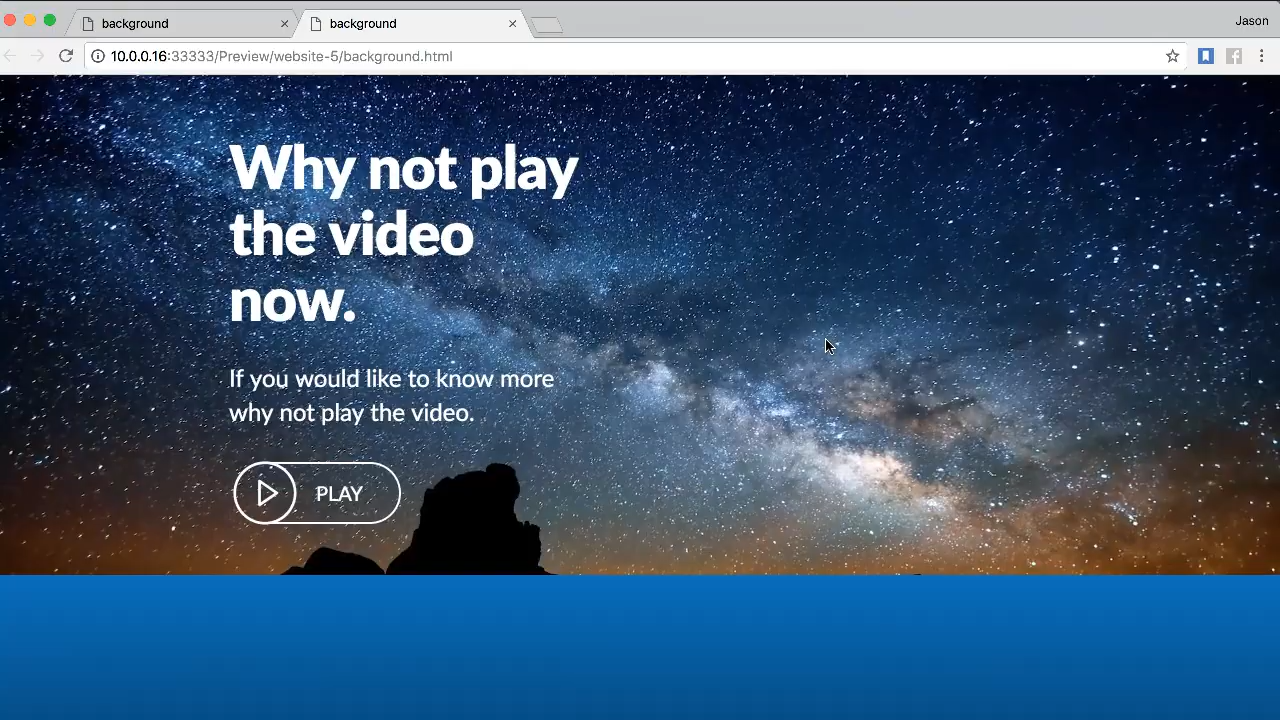 background
background
Jason
10.0.0.16:33333/Preview/website-5/background.html
Why not play
the video
now.
If you would like to know more
why not play the video.
PLAY